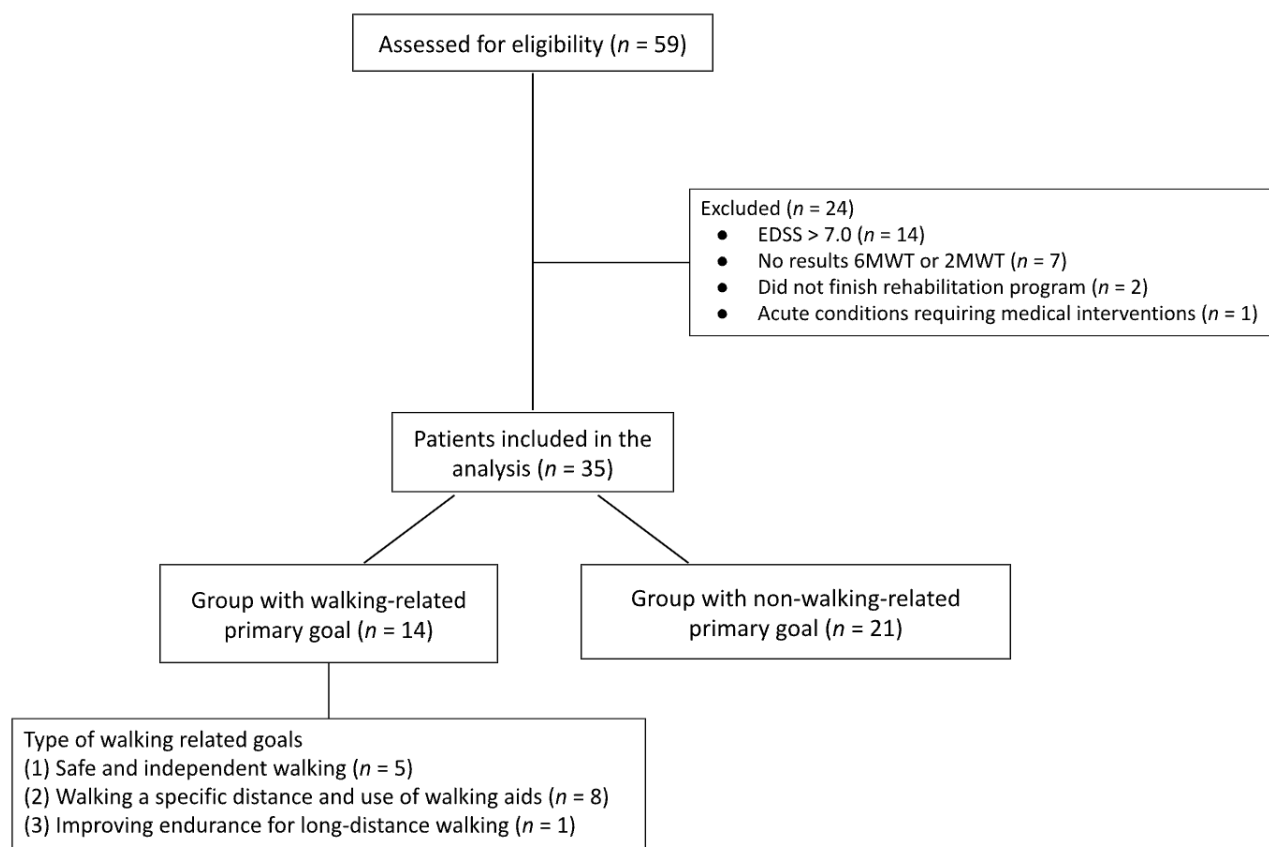 Assessed for eligibility (n = 59)
Excluded (n = 24)
● EDSS > 7.0 (n = 14)
● No results 6MWT or 2MWT (n = 7)
● Did not finish rehabilitation program (n = 2)
● Acute conditions requiring medical interventions (n = 1)
Patients included in the
analysis (n = 35)
Group with walking-related
primary goal (n = 14)
Group with non-walking-related
primary goal (n = 21)
Type of walking related goals
(1) Safe and independent walking (n = 5)
(2) Walking a specific distance and use of walking aids (n = 8)
(3) Improving endurance for long-distance walking (n = 1)